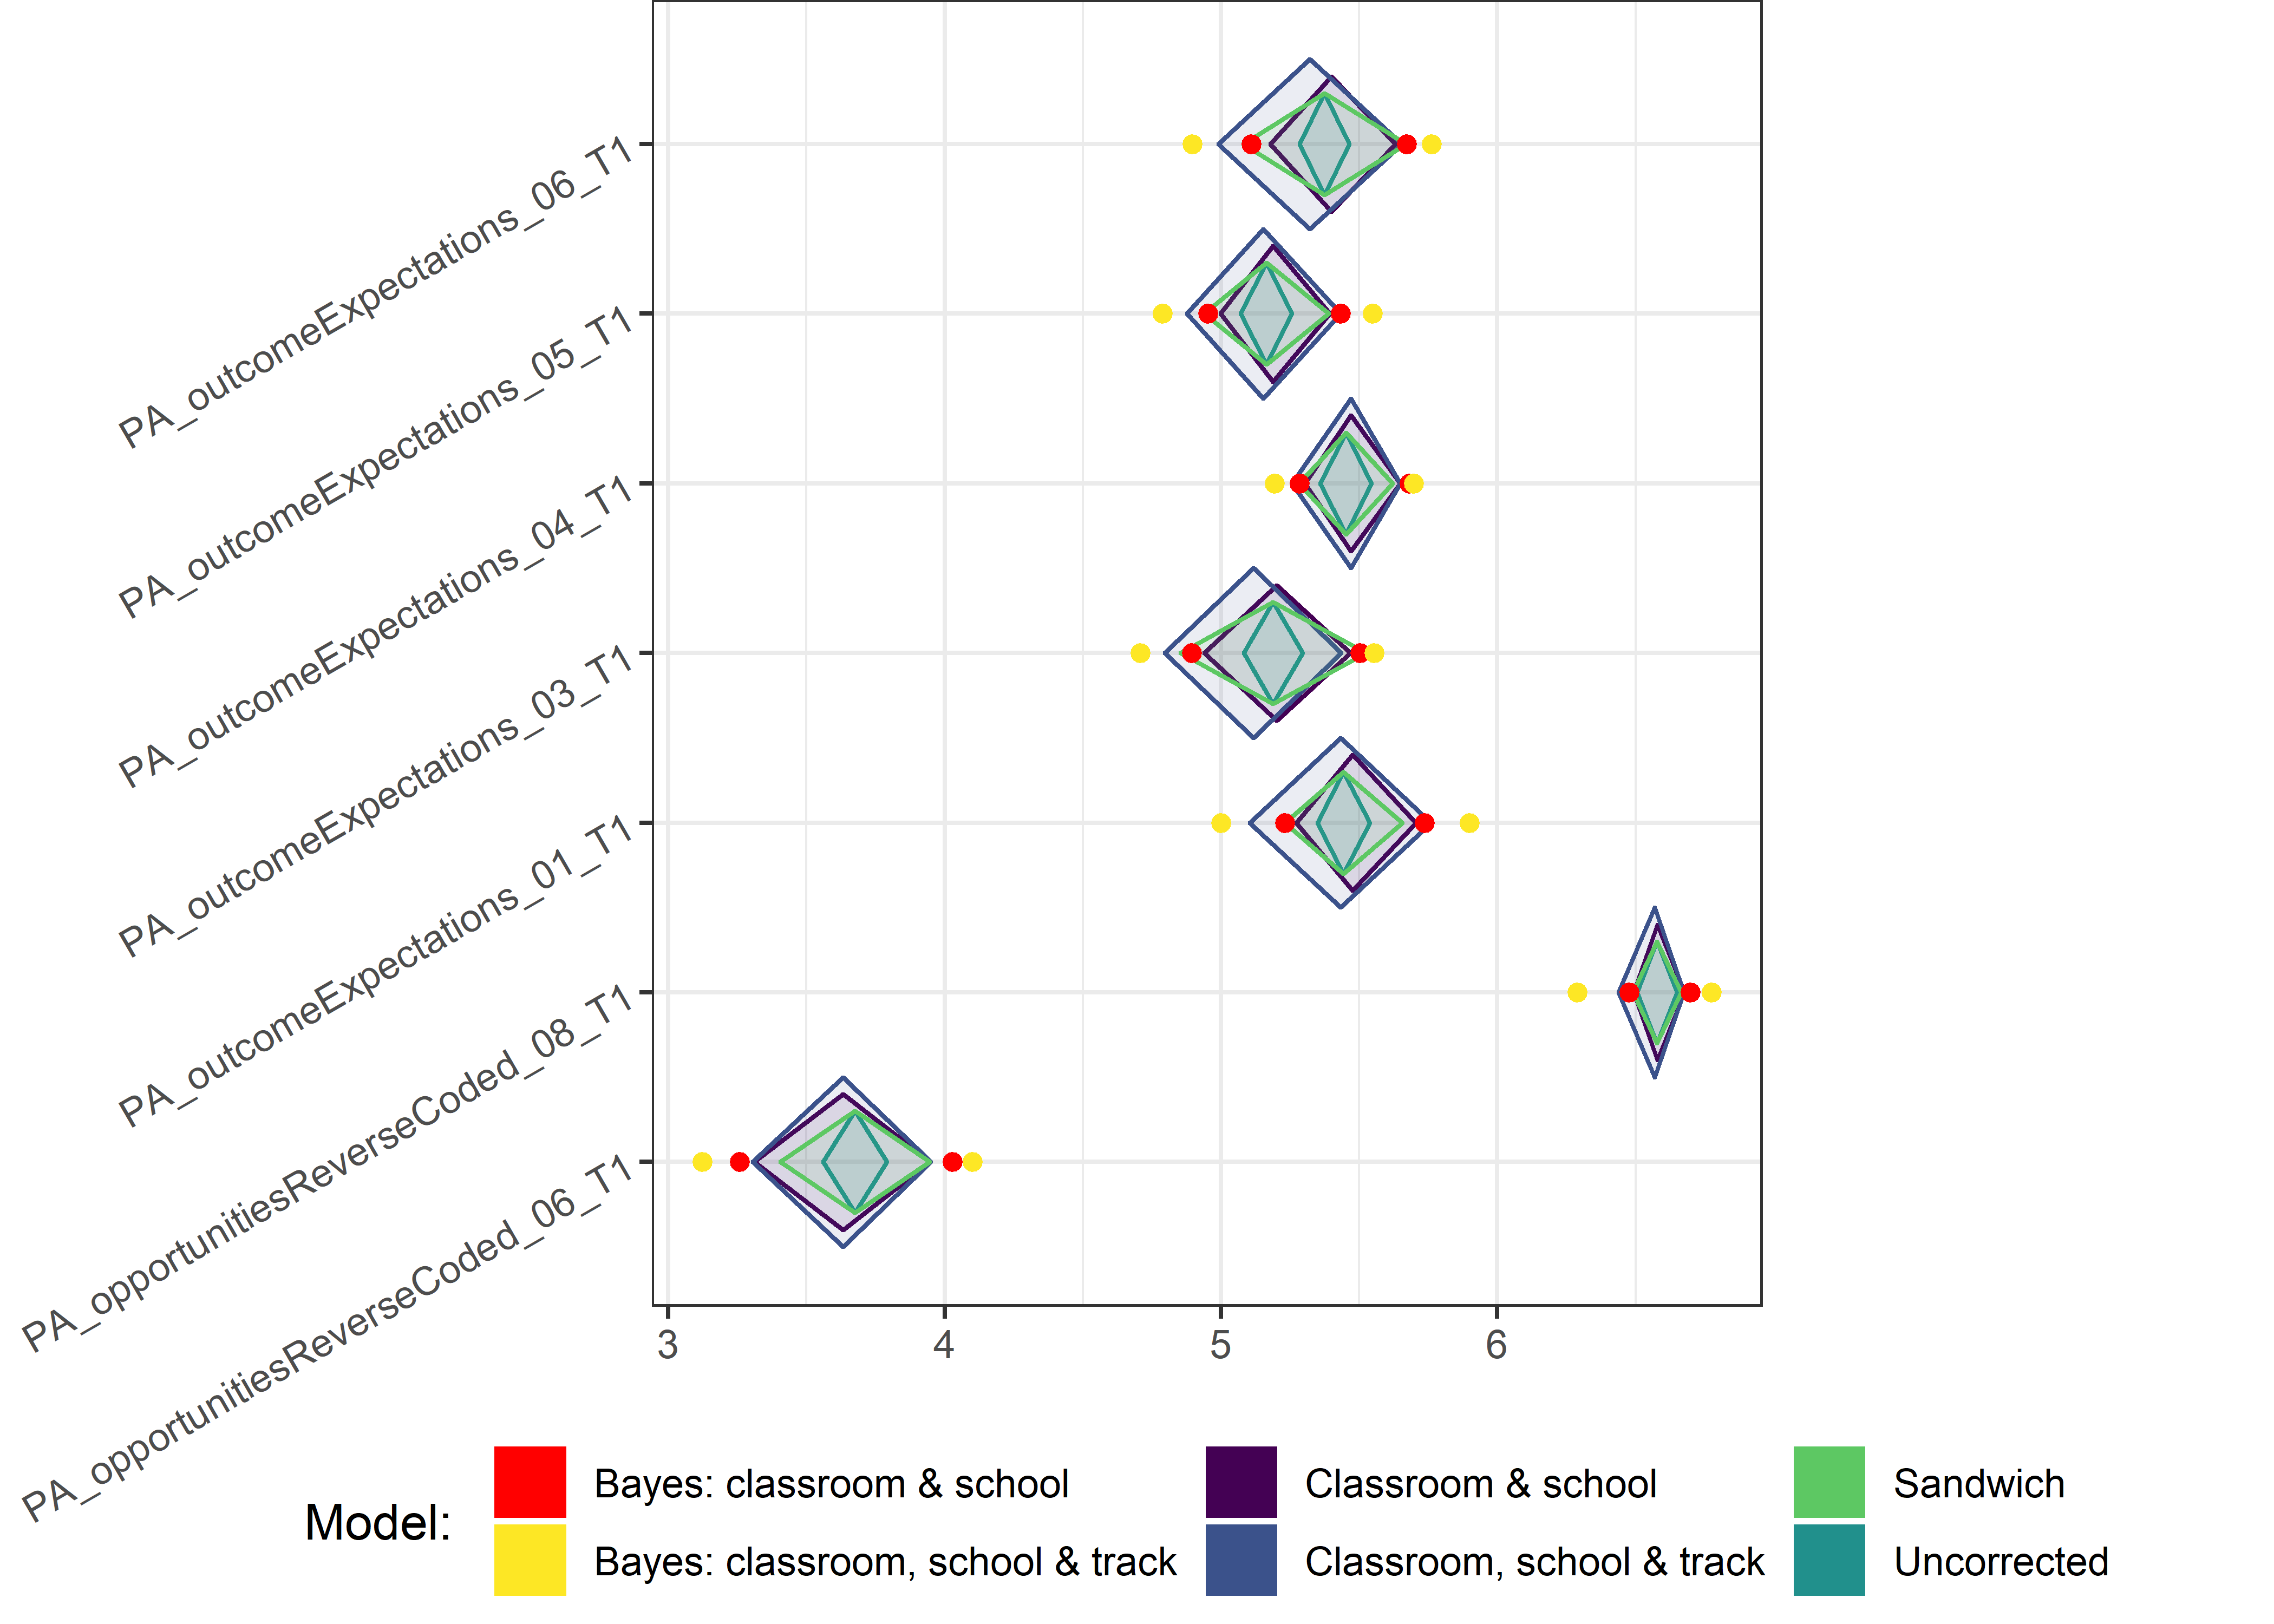 PA_outcomeExpectations_06_T1
PA_outcomeExpectations_05_T1
PA_outcomeExpectations_04_T1
PA_outcomeExpectations_03_T1
PA_outcomeExpectations_01_T1
PA_opportunitiesReverseCoded_08_T1
PA_opportunitiesReverseCoded_06_T1
3 4 5 6
Model:
Bayes: classroom & school
Classroom & school
Sandwich
Bayes: classroom, school & track
Classroom, school & track
Uncorrected